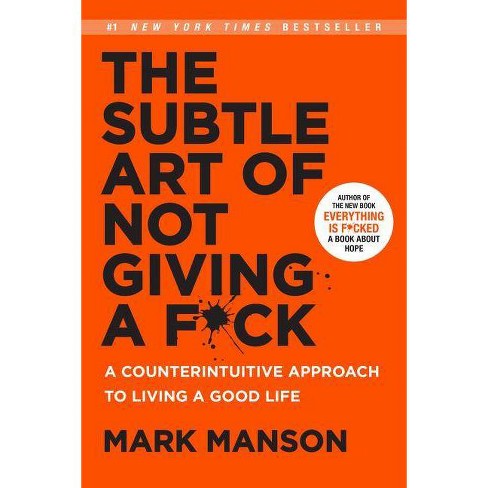 #1 NEW YORK TIMES BESTSELLER
THE
SUBTLE
ART OF
NOT
GIVING
A F*CK
AUTHOR OF
THE NEW BOOK
EVERYTHING
IS F*CKED
A BOOK ABOUT
HOPE
A COUNTERINTUITIVE APPROACH
TO LIVING A GOOD LIFE
MARK MANSON